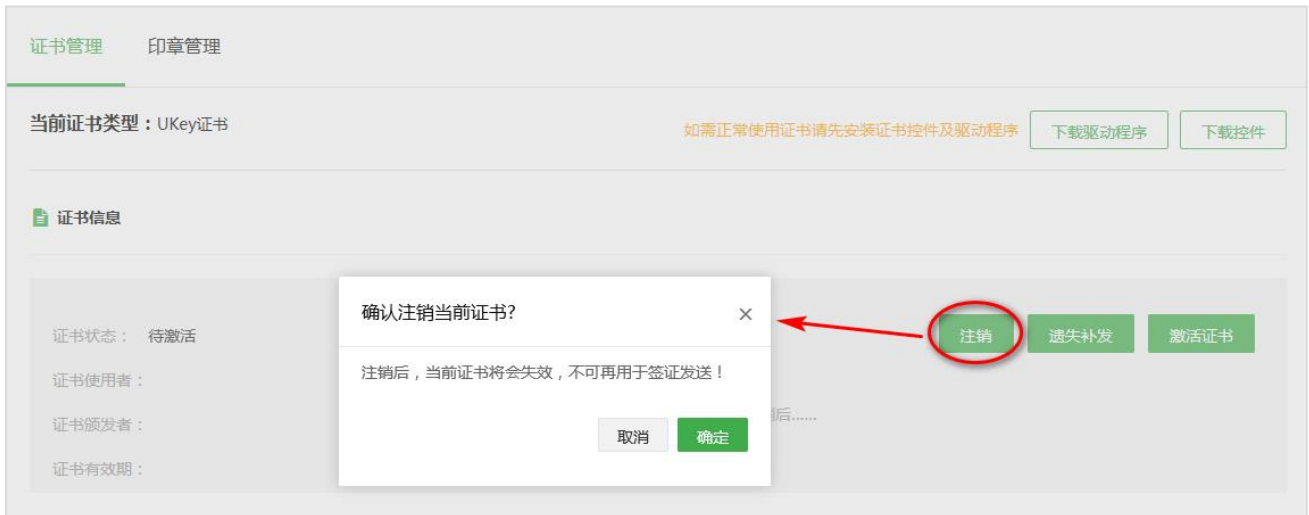 证书管理 印章管理
当前证书类型：UKey证书
如需正常使用证书请先安装证书控件及驱动程序 下载驱动程序 下载控件
证书信息
确认注销当前证书? ×
注销后，当前证书将会失效，不可再用于签证发送！
取消 确定
证书状态： 待激活
注销 遗失补发 激活证书
证书使用者：
证书颁发者：
后......
证书有效期：